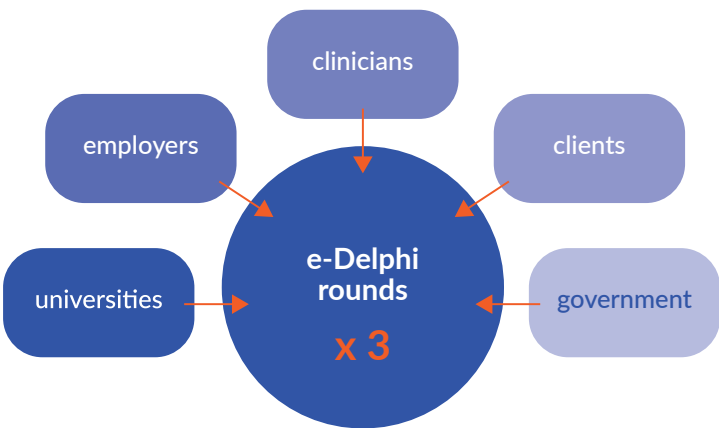 clinicians
employers
clients
universities
e-Delphi
rounds
x 3
government